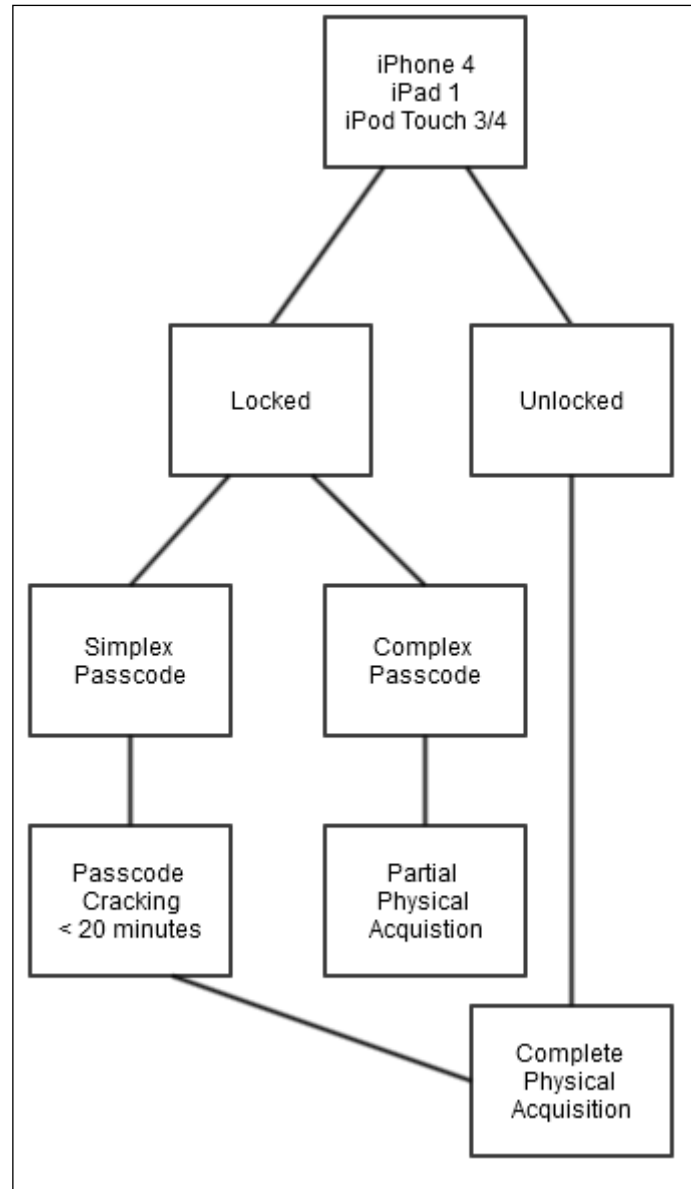 iPhone 4
iPad 1
iPod Touch 3/4
Locked
Unlocked
Simplex
Passcode
Complex
Passcode
Passcode
Cracking
< 20 minutes
Partial
Physical
Acquistion
Complete
Physical
Acquisition